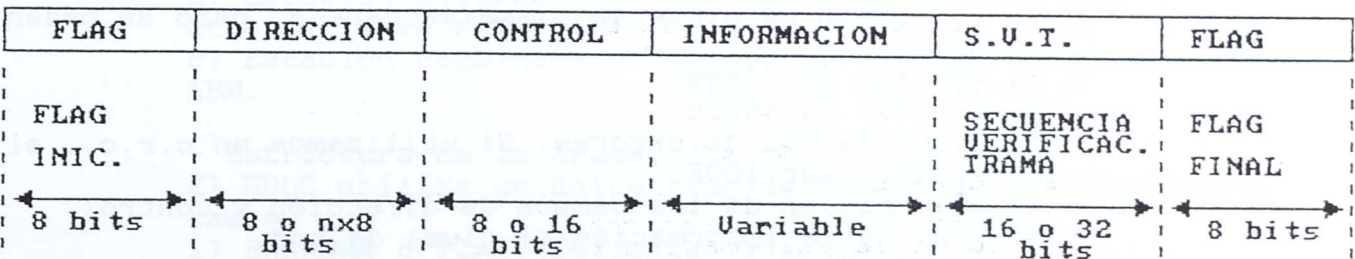 FLAG DIRECCION CONTROL INFORMACION S.V.T. FLAG
FLAG SECUENCIA FLAG
INIC. VERIFICAC. FINAL
TRAMA
8 bits 8 o nx8 8 o 16 Variable 16 o 32 8 bits
bits bits bits